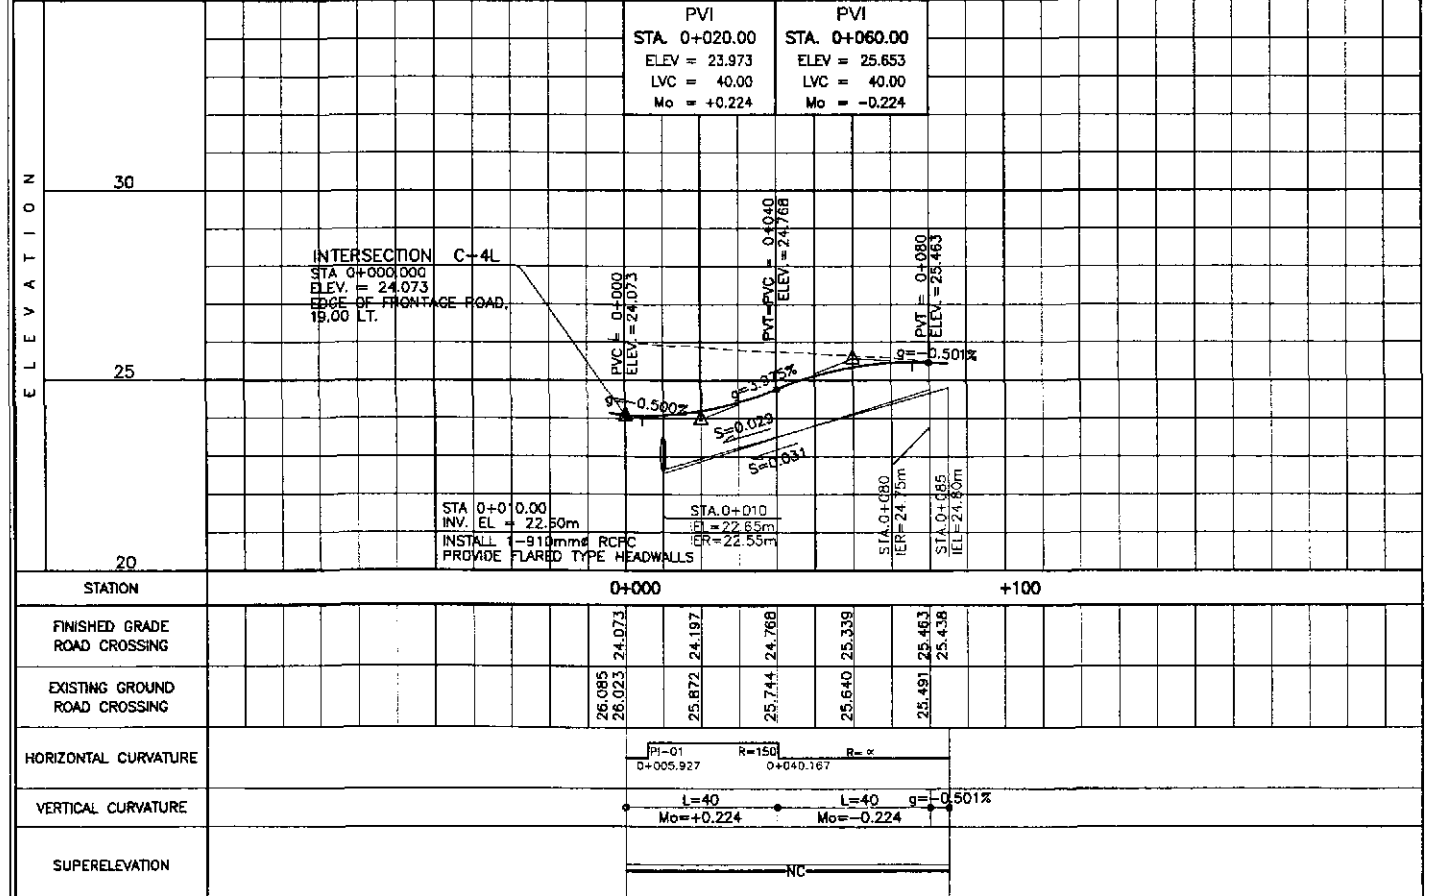 PVI
STA. 0+020.00
ELEV = 23.973
LVC = 40.00
Mo = +0.224
PVI
STA. 0+060.00
ELEV = 25.653
LVC = 40.00
Mo = -0.224
ELEVATION
30
25
20
INTERSECTION C-4L
STA 0+000.000
ELEV. = 24.073
EDGE OF FRONTAGE ROAD,
19.00 LT.
PVC = 0+000
ELEV. = 24.073
PVT=PVC = 0+040
ELEV. = 24.768
PVT = 0+080
ELEV. = 25.463
g=-0.500%
g=3.975%
g=-0.501%
S=0.029
S=0.031
STA 0+010.00
INV. EL = 22.60m
INSTALL 1-910mmø RCPC
PROVIDE FLARED TYPE HEADWALLS
STA.0+010
EL=22.65m
ER=22.55m
STA.0+080
IER=24.75m
STA.0+085
IEL=24.80m
STATION
0+000
+100
FINISHED GRADE
ROAD CROSSING
24.073
24.197
24.768
25.339
25.463
25.438
EXISTING GROUND
ROAD CROSSING
26.085
26.023
25.872
25.744
25.640
25.491
HORIZONTAL CURVATURE
PI-01
R=150
R= ∝
0+005.927
0+040.167
VERTICAL CURVATURE
L=40
L=40
g=-0.501%
Mo=+0.224
Mo=-0.224
SUPERELEVATION
NC